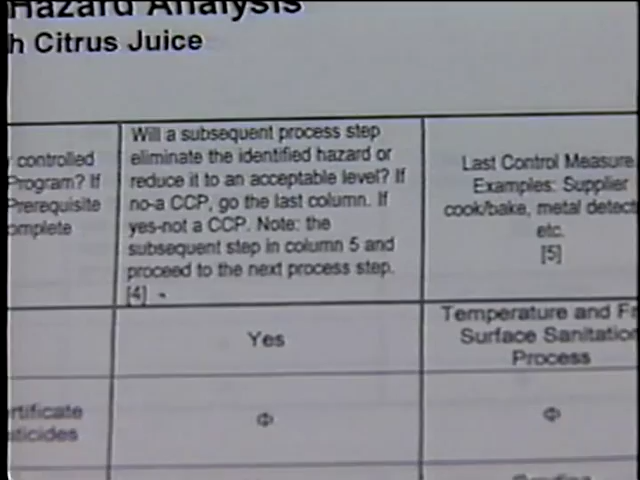 Hazard Analysis
h Citrus Juice
controlled
Program? If
Prerequisite
omplete
Will a subsequent process step
eliminate the identified hazard or
reduce it to an acceptable level? If
no-a CCP, go the last column. If
yes-not a CCP. Note: the
subsequent step in column 5 and
proceed to the next process step.
[4]
Last Control Measure
Examples: Supplier
cook/bake, metal detect
etc.
[5]
Yes
Temperature and Fr
Surface Sanitation
Process
rtificate
sticides
Φ
Φ